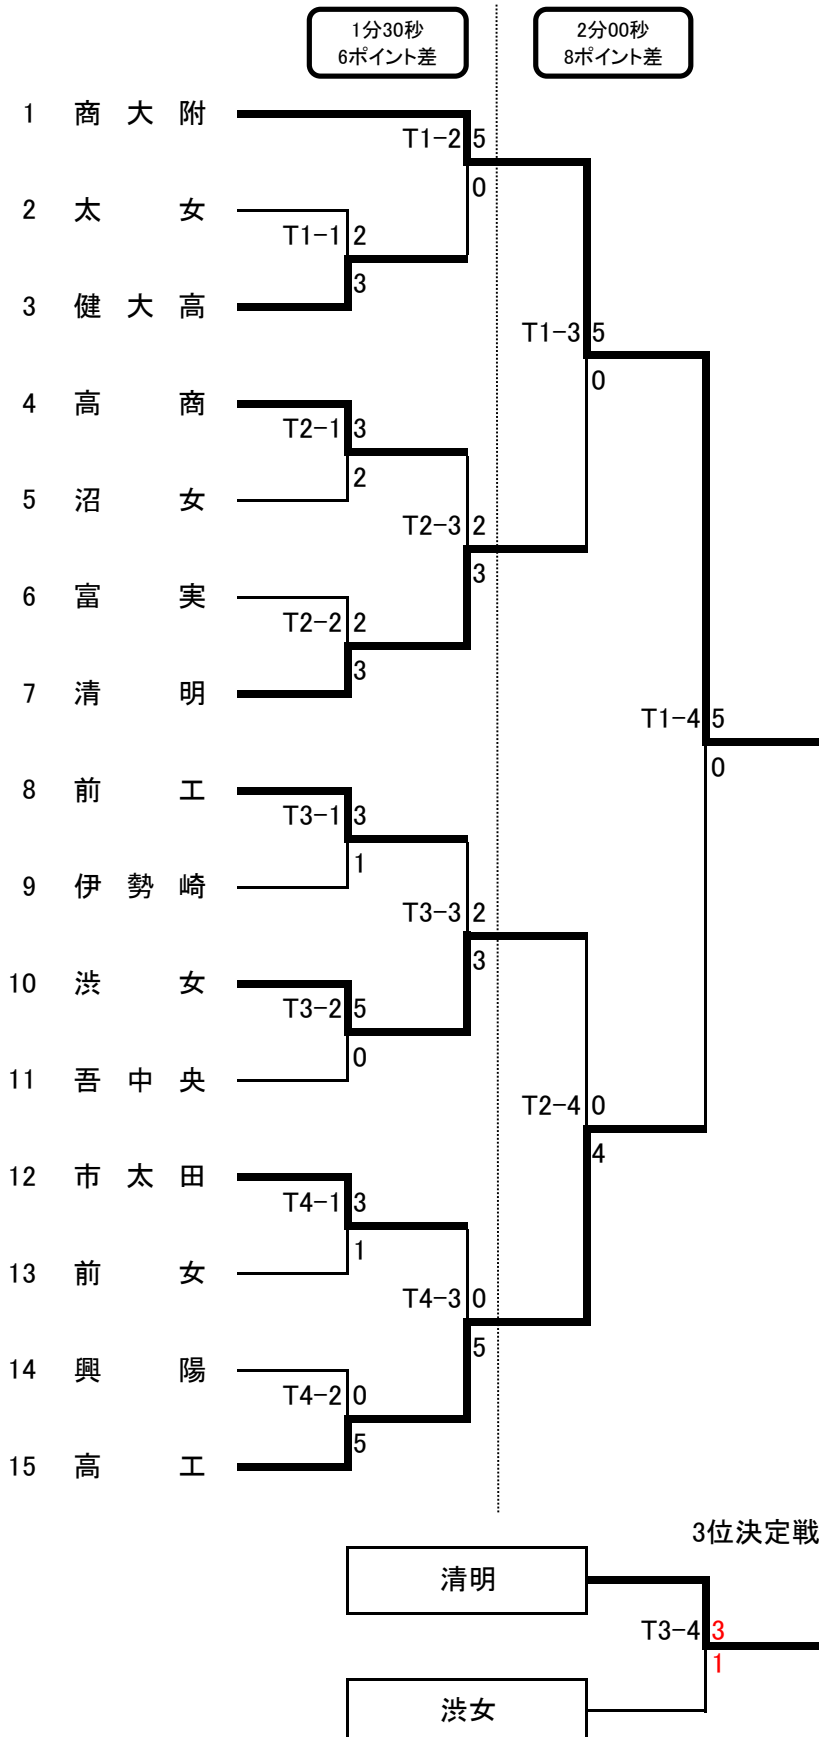 1分30秒
6ポイント差
2分00秒
8ポイント差
1 商大附
T1-2 5
0
2 太女
T1-1 2
3
3 健大高
T1-3 5
0
4 高商
T2-1 3
2
5 沼女
T2-3 2
3
6 富実
T2-2 2
3
7 清明
T1-4 5
0
8 前工
T3-1 3
1
9 伊勢崎
T3-3 2
3
10 渋女
T3-2 5
0
11 吾中央
T2-4 0
4
12 市太田
T4-1 3
1
13 前女
T4-3 0
5
14 興陽
T4-2 0
5
15 高工
3位決定戦
清明
T3-4 3
1
渋女